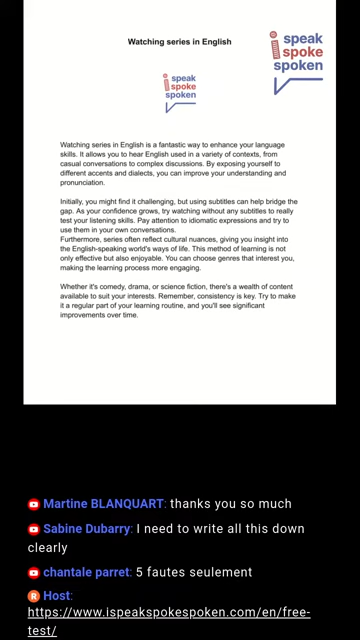 Watching series in English
i speak
spoke
spoken
i speak
spoke
spoken
Watching series in English is a fantastic way to enhance your language
skills. It allows you to hear English used in a variety of contexts, from
casual conversations to complex discussions. By exposing yourself to
different accents and dialects, you can improve your understanding and
pronunciation.
Initially, you might find it challenging, but using subtitles can help bridge the
gap. As your confidence grows, try watching without any subtitles to really
test your listening skills. Pay attention to idiomatic expressions and try to
use them in your own conversations.
Furthermore, series often reflect cultural nuances, giving you insight into
the English-speaking world's ways of life. This method of learning is not
only effective but also enjoyable. You can choose genres that interest you,
making the learning process more engaging.
Whether it's comedy, drama, or science fiction, there's a wealth of content
available to suit your interests. Remember, consistency is key. Try to make
it a regular part of your learning routine, and you'll see significant
improvements over time.
Martine BLANQUART: thanks you so much
Sabine Dubarry: I need to write all this down
clearly
chantale parret: 5 fautes seulement
R Host:
https://www.ispeakspokespoken.com/en/free-
test/